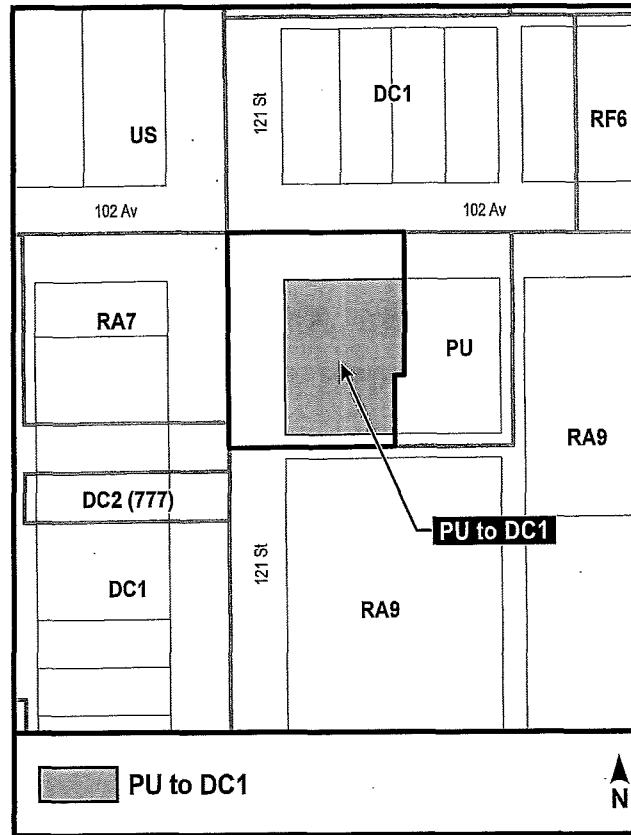 DC1
RF6
121 St
US
102 Av
102 Av
RA7
PU
RA9
DC2 (777)
PU to DC1
DC1
121 St
RA9
PU to DC1
N